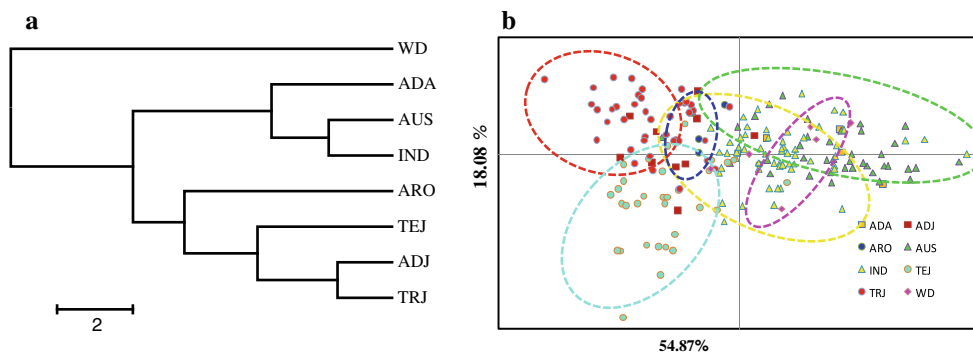 a
WD
ADA
AUS
IND
ARO
TEJ
ADJ
TRJ
2
b
18.08 %
54.87%
ADA ADJ
ARO AUS
IND TEJ
TRJ WD